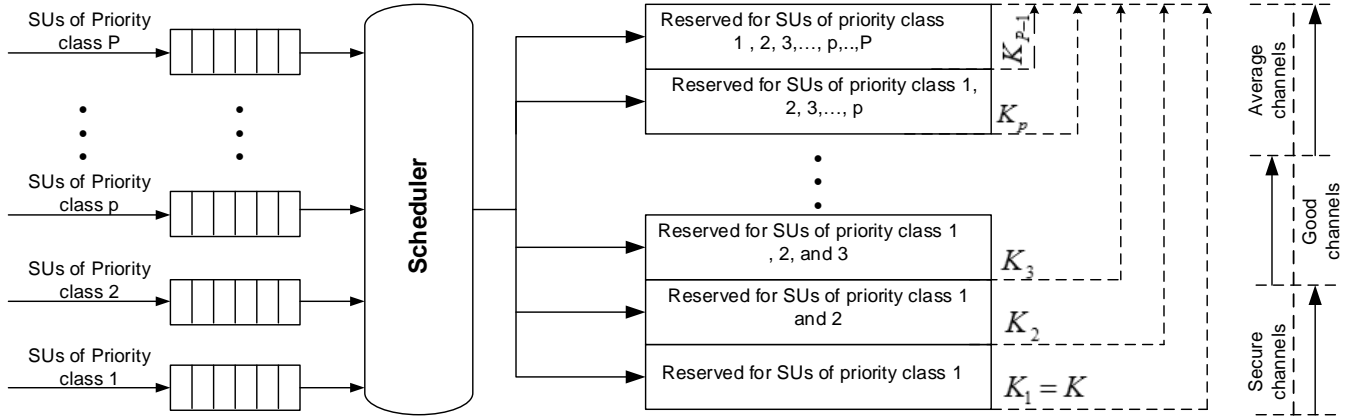 SUs of Priority
class P
SUs of Priority
class p
SUs of Priority
class 2
SUs of Priority
class 1
Scheduler
Reserved for SUs of priority class
1 , 2, 3,…, p,..,P
Reserved for SUs of priority class 1,
2, 3,…, p
Reserved for SUs of priority class 1
, 2, and 3
Reserved for SUs of priority class 1
and 2
Reserved for SUs of priority class 1
K_{p-1}
K_p
K_3
K_2
K_1 = K
Average
channels
Good
channels
Secure
channels